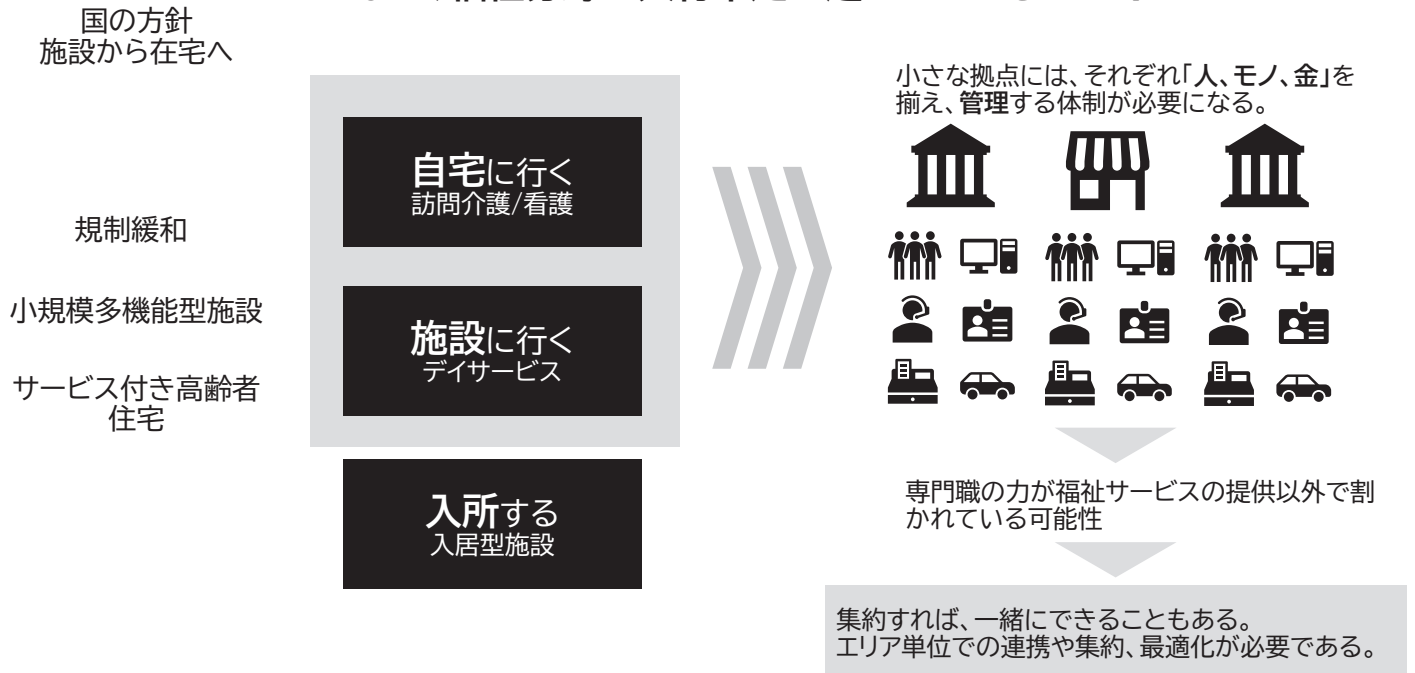 国の方針
施設から在宅へ
規制緩和
小規模多機能型施設
サービス付き高齢者
住宅
自宅に行く
訪問介護/看護
施設に行く
デイサービス
入所する
入居型施設
小さな拠点には、それぞれ「人、モノ、金」を
揃え、管理する体制が必要になる。
専門職の力が福祉サービスの提供以外で割
かれている可能性
集約すれば、一緒にできることもある。
エリア単位での連携や集約、最適化が必要である。